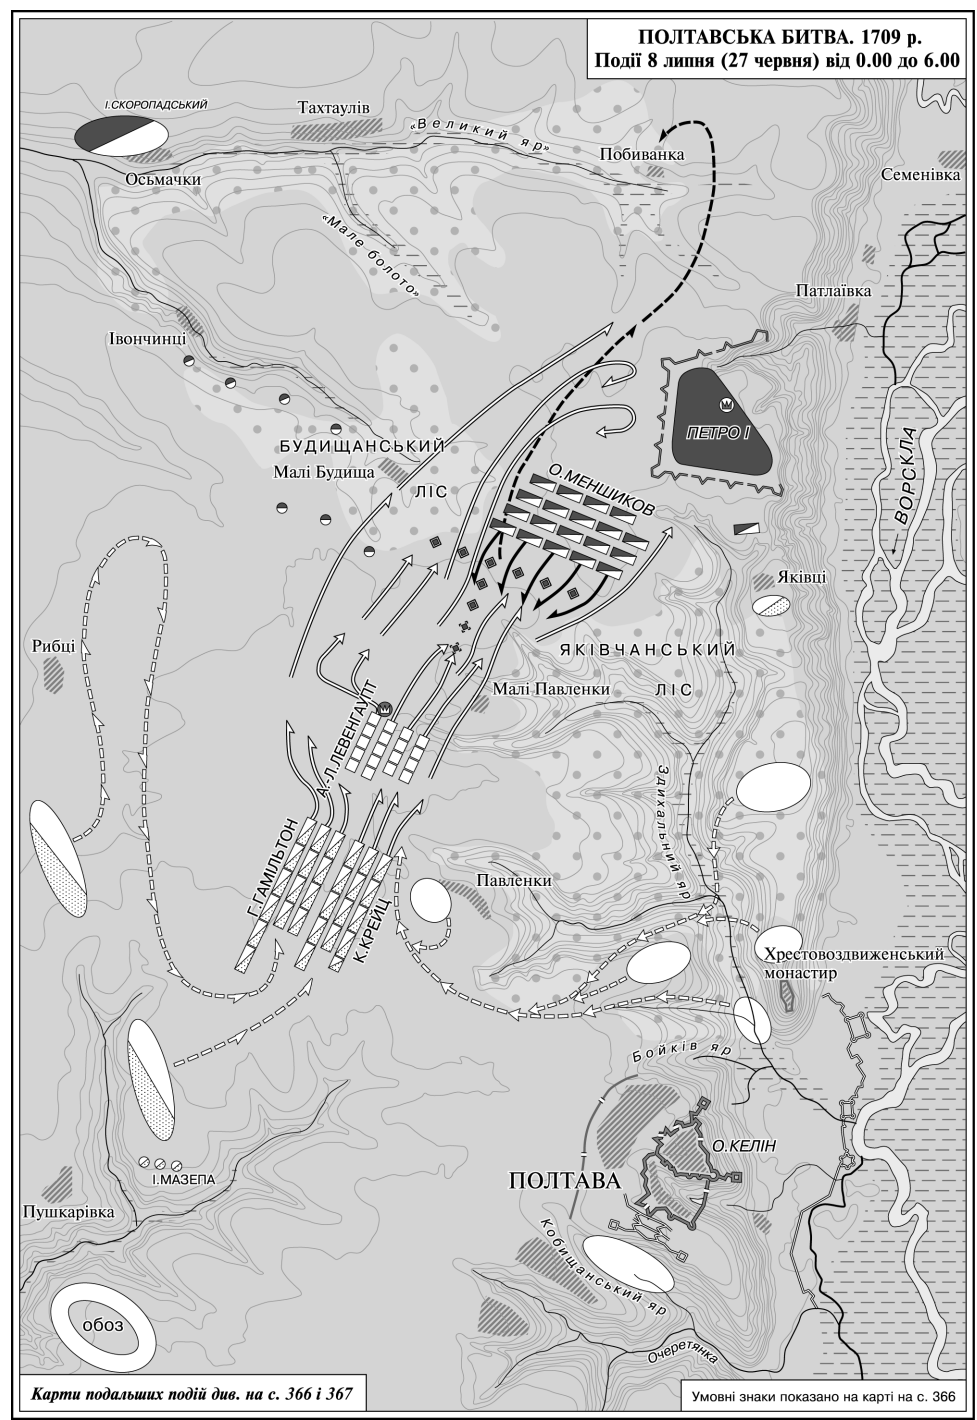 ПОЛТАВСЬКА БИТВА. 1709 р.
Події 8 липня (27 червня) від 0.00 до 6.00
І.СКОРОПАДСЬКИЙ
Тахтаулів
«Великий яр»
Побиванка
Семенівка
Осьмачки
«Мале болото»
Патлаївка
Івончинці
ПЕТРО І
ВОРСКЛА
БУДИЩАНСЬКИЙ
ЛІС
Малі Будища
О.МЕНШИКОВ
Яківці
Рибці
ЯКІВЧАНСЬКИЙ
ЛІС
Малі Павленки
А.-Л.ЛЕВЕНГАУПТ
Здихальний яр
Г.ГАМІЛЬТОН
К.КРЕЙЦ
Павленки
Хрестовоздвиженський
монастир
Бойків яр
О.КЕЛІН
ПОЛТАВА
І.МАЗЕПА
Пушкарівка
Кобищанський яр
обоз
Очеретянка
Карти подальших подій див. на с. 366 і 367
Умовні знаки показано на карті на с. 366